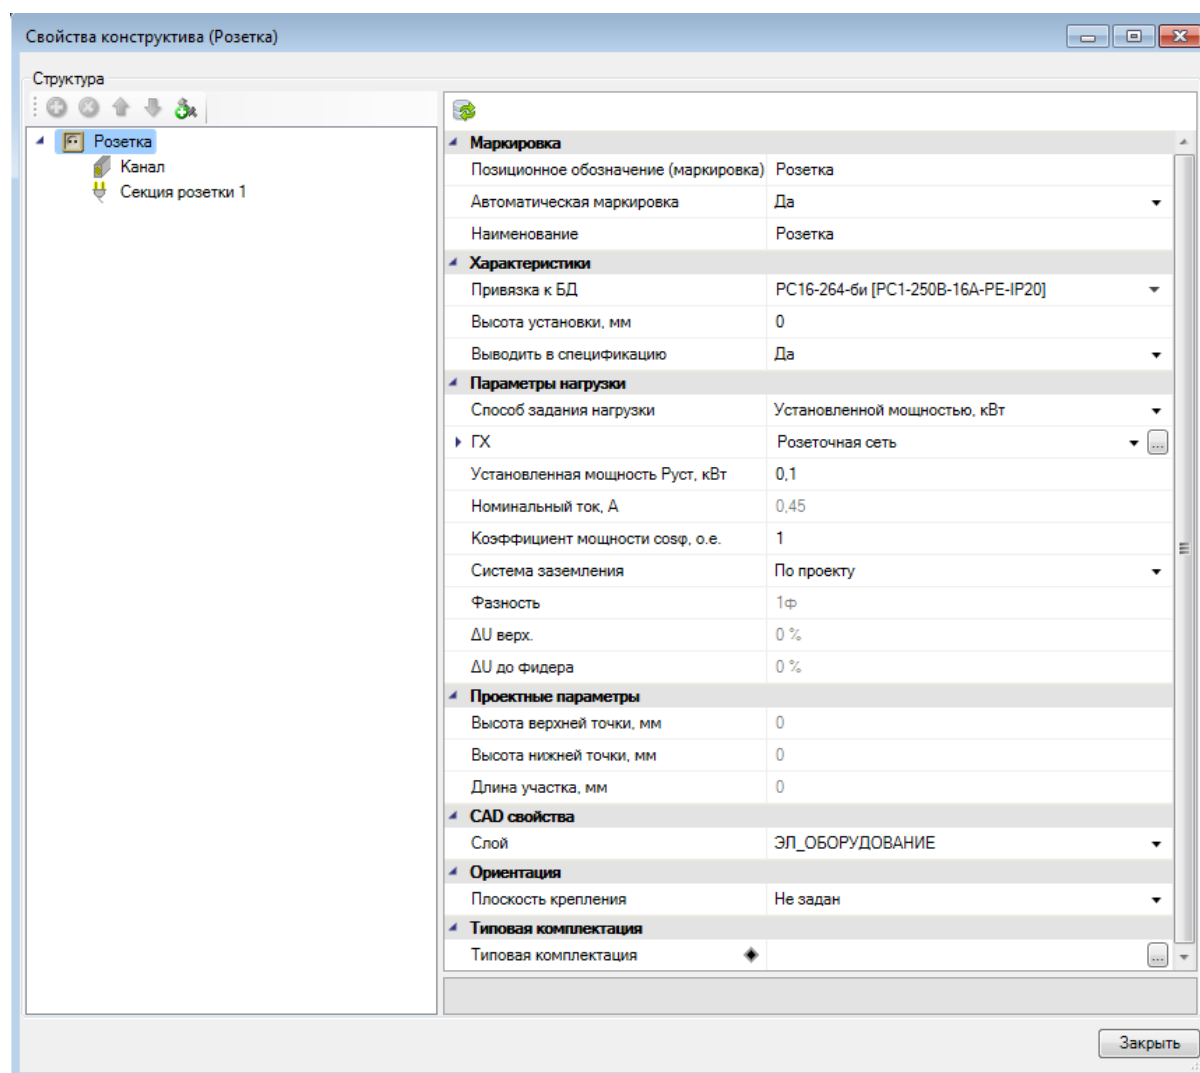 Свойства конструктива (Розетка)
Структура
Розетка
Канал
Секция розетки 1
Маркировка
Позиционное обозначение (маркировка) Розетка
Автоматическая маркировка Да
Наименование Розетка
Характеристики
Привязка к БД РС16-264-би [РС1-250В-16А-РЕ-IP20]
Высота установки, мм 0
Выводить в спецификацию Да
Параметры нагрузки
Способ задания нагрузки Установленной мощностью, кВт
ГХ Розеточная сеть ...
Установленная мощность Руст, кВт 0,1
Номинальный ток, А 0,45
Коэффициент мощности cosφ, о.е. 1
Система заземления По проекту
Фазность 1ф
ΔU верх. 0 %
ΔU до фидера 0 %
Проектные параметры
Высота верхней точки, мм 0
Высота нижней точки, мм 0
Длина участка, мм 0
CAD свойства
Слой ЭЛ_ОБОРУДОВАНИЕ
Ориентация
Плоскость крепления Не задан
Типовая комплектация
Типовая комплектация ...
Закрыть